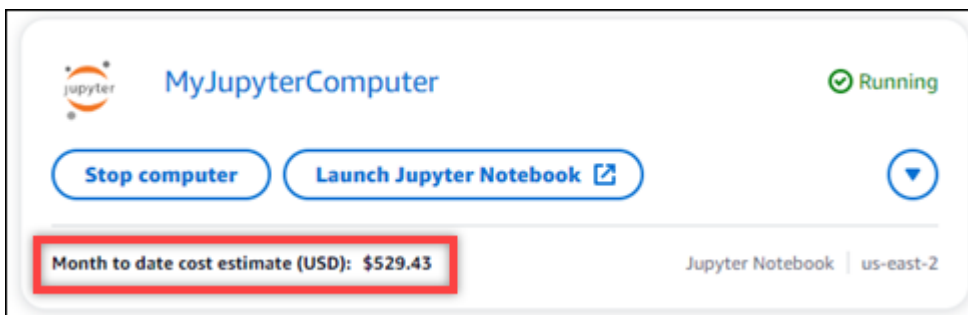 jupyter
MyJupyterComputer
Running
Stop computer
Launch Jupyter Notebook
Month to date cost estimate (USD): $529.43
Jupyter Notebook | us-east-2